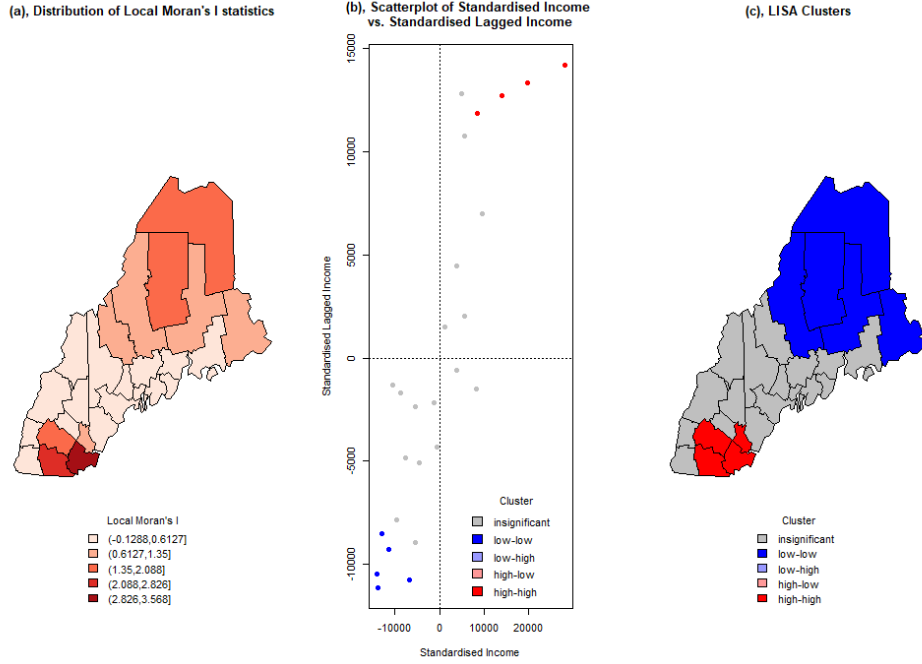 (a), Distribution of Local Moran's I statistics
Local Moran's I
(-0.1288,0.6127]
(0.6127,1.35]
(1.35,2.088]
(2.088,2.826]
(2.826,3.568]
(b), Scatterplot of Standardised Income
vs. Standardised Lagged Income
Standardised Lagged Income
15000
10000
5000
0
-5000
-10000
Cluster
insignificant
low-low
low-high
high-low
high-high
-10000 0 10000 20000
Standardised Income
(c), LISA Clusters
Cluster
insignificant
low-low
low-high
high-low
high-high